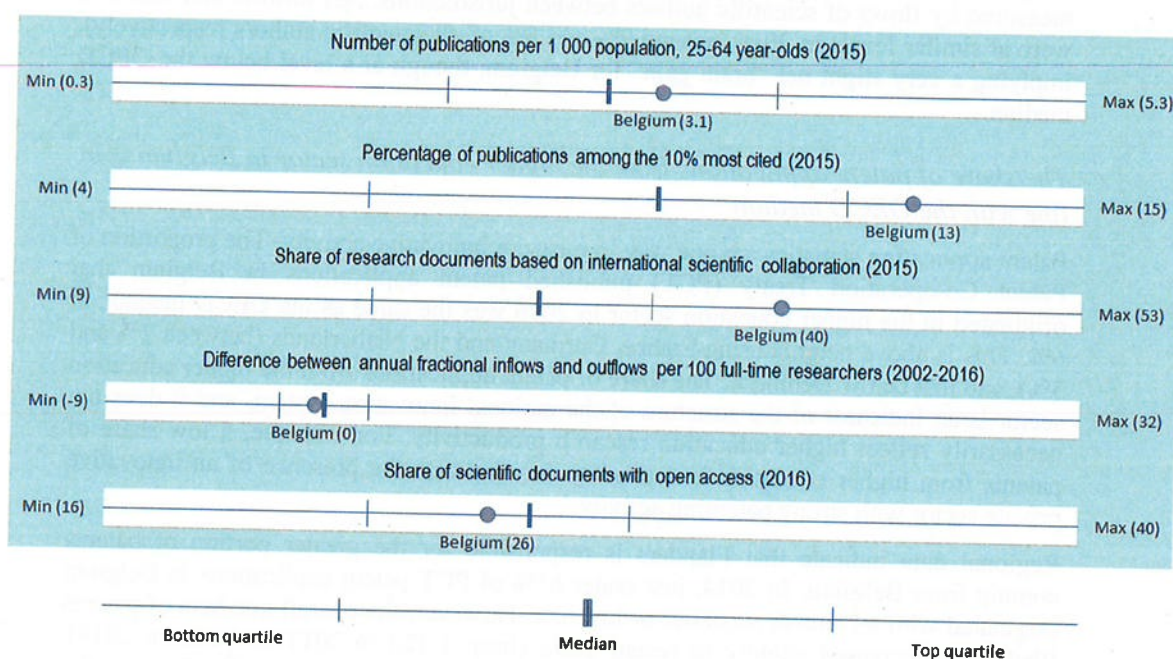 Number of publications per 1 000 population, 25-64 year-olds (2015)
Min (0.3)
Max (5.3)
Belgium (3.1)
Percentage of publications among the 10% most cited (2015)
Min (4)
Max (15)
Belgium (13)
Share of research documents based on international scientific collaboration (2015)
Min (9)
Max (53)
Belgium (40)
Difference between annual fractional inflows and outflows per 100 full-time researchers (2002-2016)
Min (-9)
Max (32)
Belgium (0)
Share of scientific documents with open access (2016)
Min (16)
Max (40)
Belgium (26)
Bottom quartile Median Top quartile